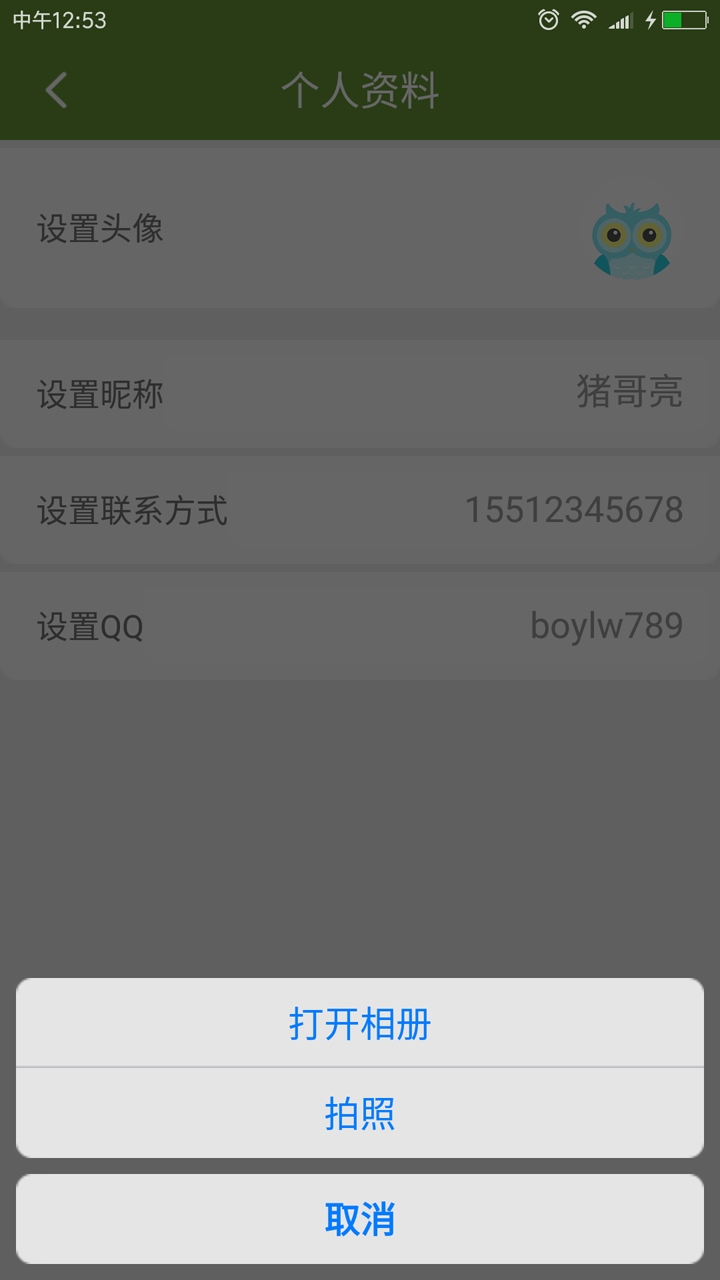 中午12:53
个人资料
设置头像
设置昵称 猪哥亮
设置联系方式 15512345678
设置QQ boylw789
打开相册
拍照
取消